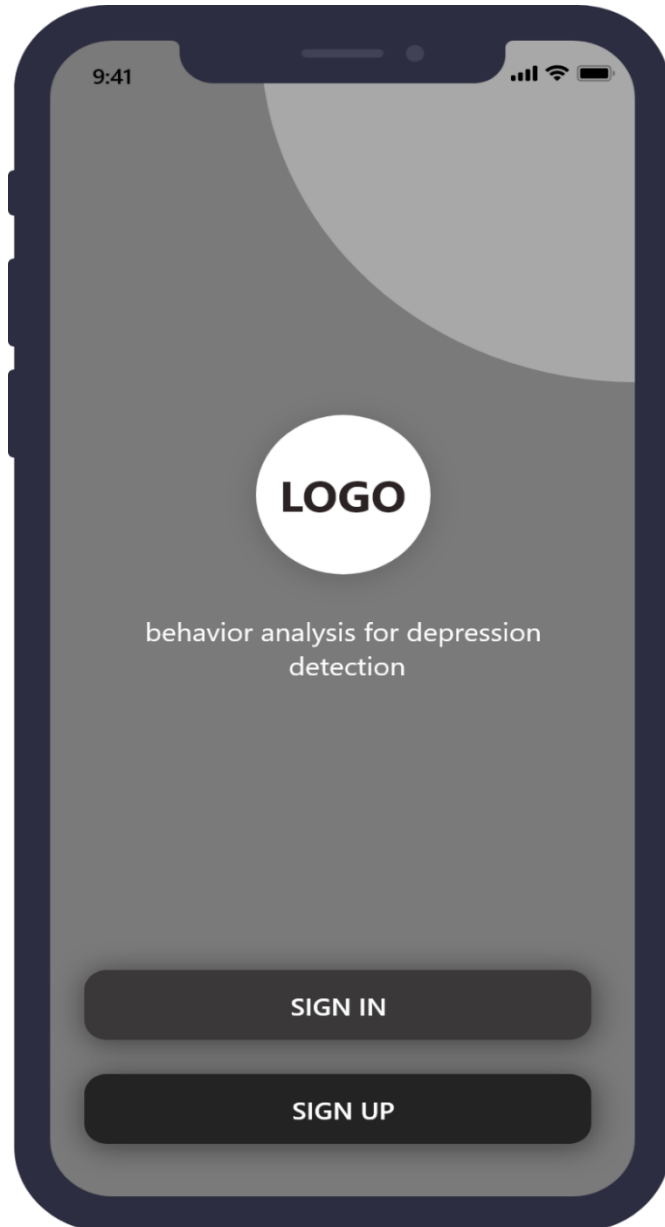 9:41
LOGO
behavior analysis for depression
detection
SIGN IN
SIGN UP